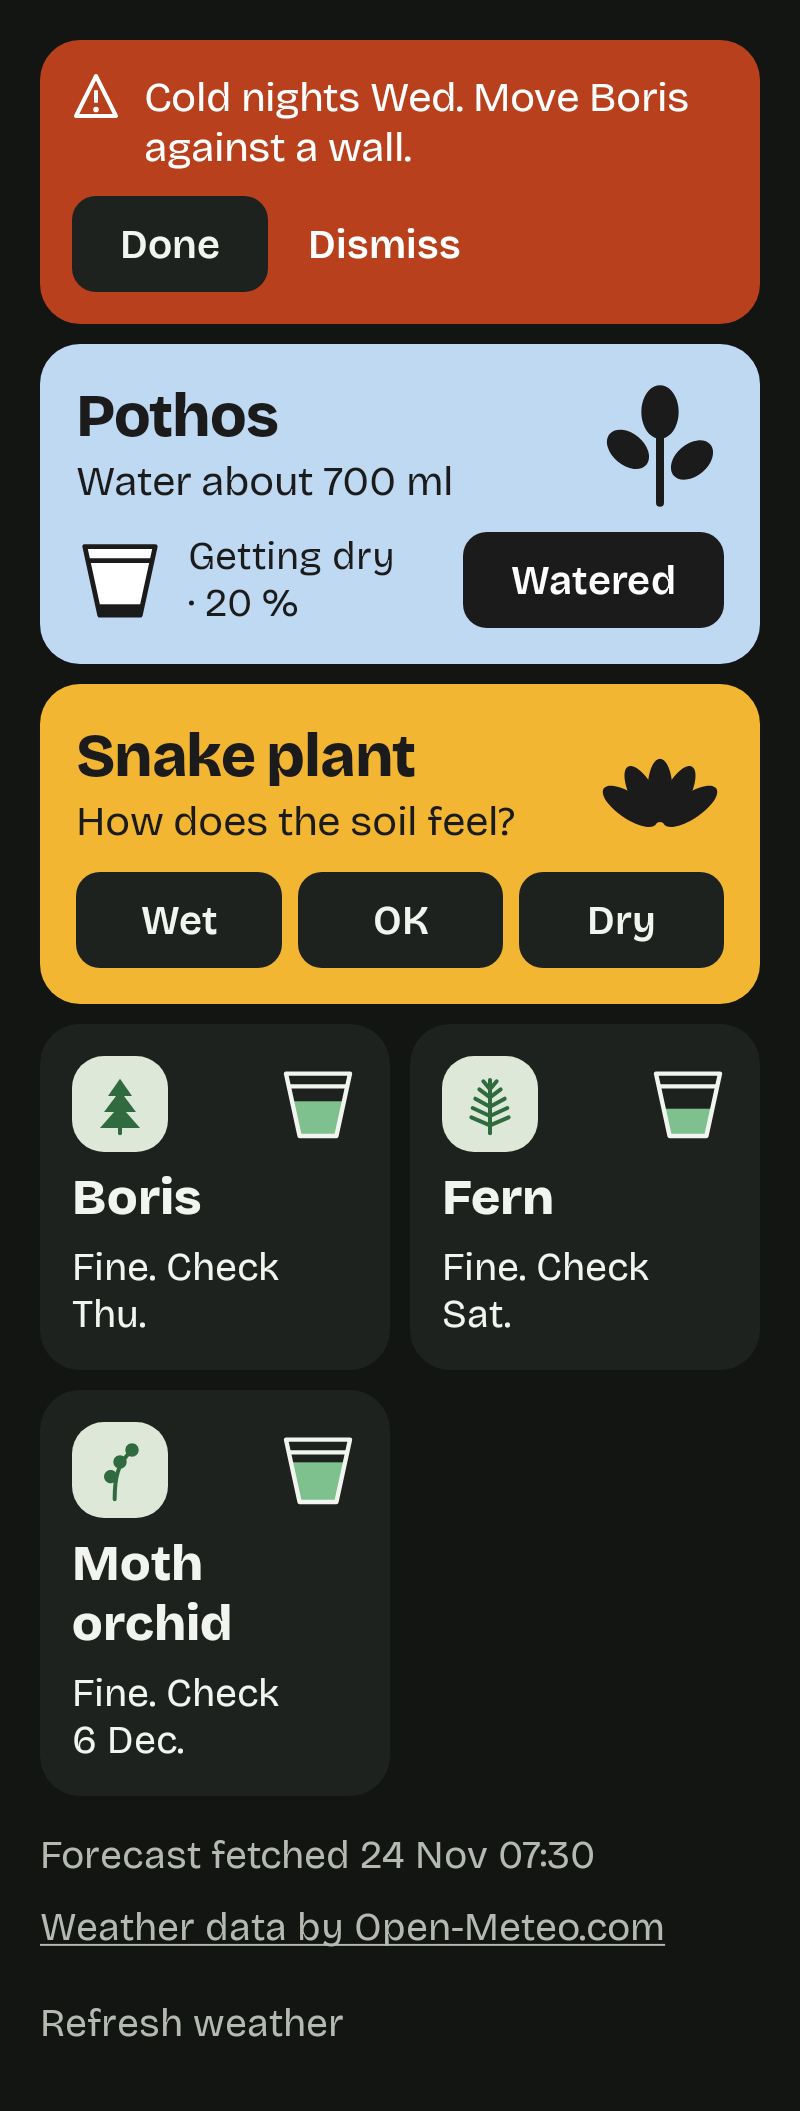 Cold nights Wed. Move Boris
against a wall.
Done
Dismiss
Pothos
Water about 700 ml
Getting dry
· 20 %
Watered
Snake plant
How does the soil feel?
Wet
OK
Dry
Boris
Fine. Check
Thu.
Fern
Fine. Check
Sat.
Moth
orchid
Fine. Check
6 Dec.
Forecast fetched 24 Nov 07:30
Weather data by Open-Meteo.com
Refresh weather